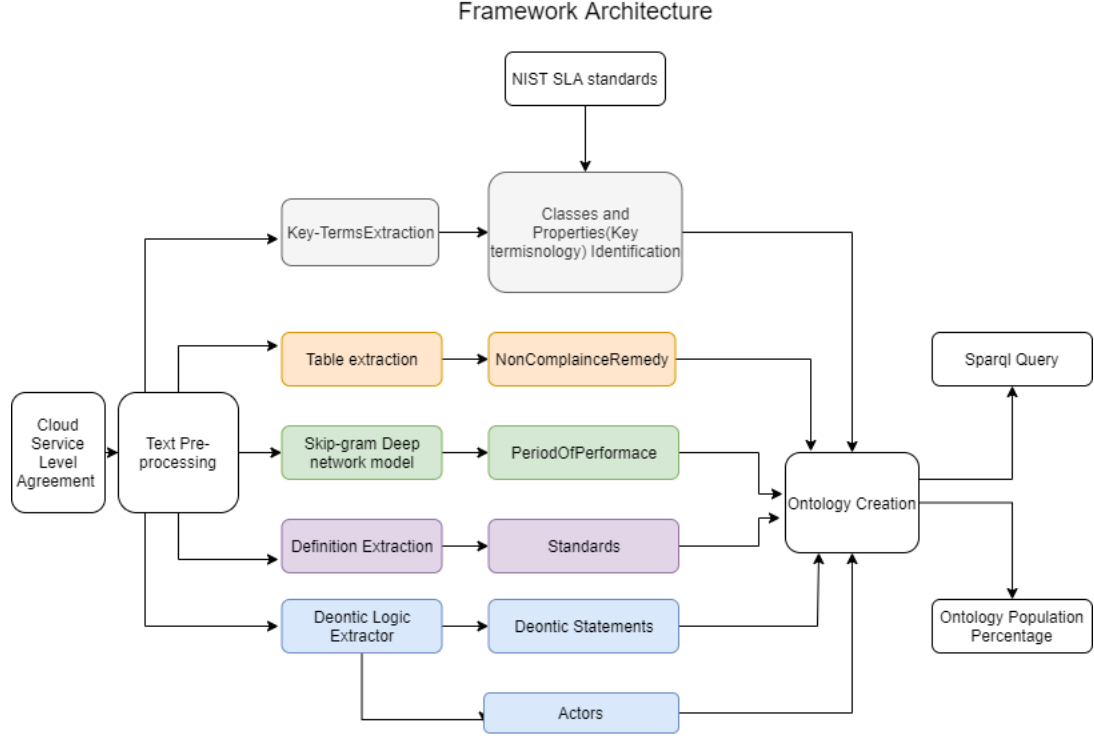 Framework Architecture
NIST SLA standards
Key-TermsExtraction
Classes and
Properties(Key
termisnology) Identification
Table extraction
NonComplainceRemedy
Sparql Query
Cloud
Service
Level
Agreement
Text Pre-
processing
Skip-gram Deep
network model
PeriodOfPerformace
Ontology Creation
Definition Extraction
Standards
Deontic Logic
Extractor
Deontic Statements
Ontology Population
Percentage
Actors